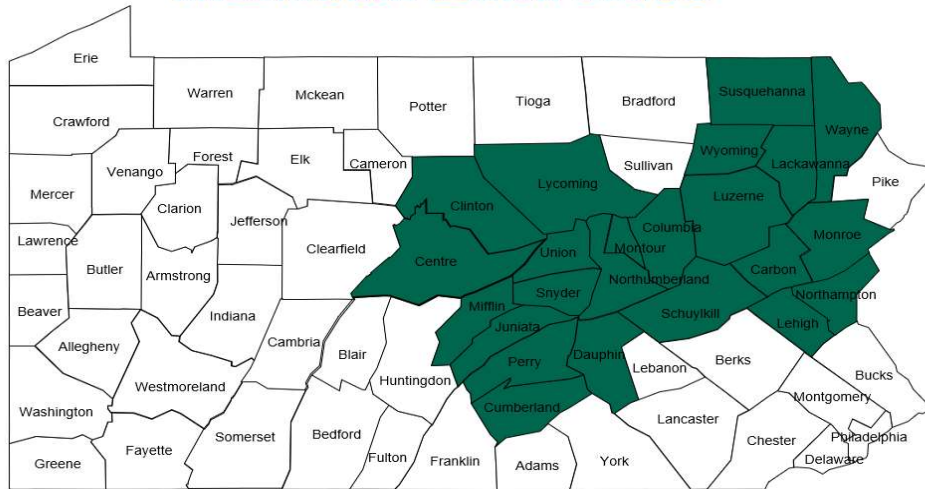 Erie
Warren
Mckean
Potter
Tioga
Bradford
Susquehanna
Wayne
Crawford
Forest
Elk
Cameron
Sullivan
Wyoming
Lackawanna
Pike
Mercer
Venango
Clarion
Jefferson
Clearfield
Clinton
Lycoming
Columbia
Luzerne
Monroe
Lawrence
Butler
Armstrong
Centre
Union
Montour
Northumberland
Carbon
Northampton
Beaver
Indiana
Snyder
Mifflin
Schuylkill
Lehigh
Allegheny
Cambria
Blair
Juniata
Perry
Dauphin
Lebanon
Berks
Bucks
Westmoreland
Huntingdon
Montgomery
Washington
Cumberland
Lancaster
Philadelphia
Greene
Fayette
Somerset
Bedford
Fulton
Franklin
Adams
York
Chester
Delaware